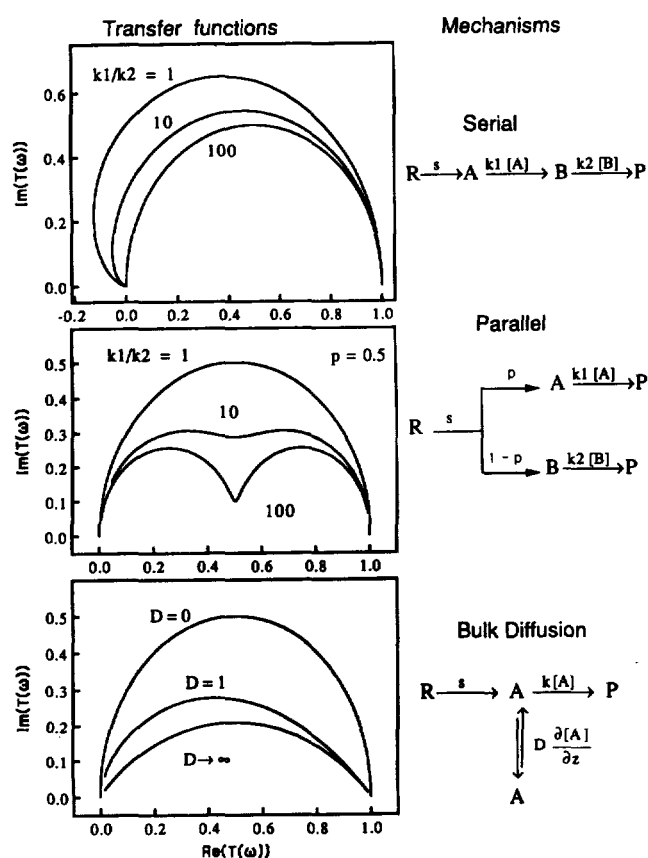 Transfer functions
Mechanisms
k1/k2 = 1
10
100
Im(T(ω))
0.6
0.4
0.2
0.0
-0.2
0.0
0.2
0.4
0.6
0.8
1.0
Serial
R s A k1 [A] B k2 [B] P
k1/k2 = 1
p = 0.5
10
100
Im(T(ω))
0.5
0.4
0.3
0.2
0.1
0.0
0.0
0.2
0.4
0.6
0.8
1.0
Parallel
p A k1 [A] P
R s
1 - p B k2 [B] P
D = 0
D = 1
D → ∞
Im(T(ω))
0.5
0.4
0.3
0.2
0.1
0.0
0.0
0.2
0.4
0.6
0.8
1.0
Re(T(ω))
Bulk Diffusion
R s A k[A] P
D ∂[A]
∂z
A